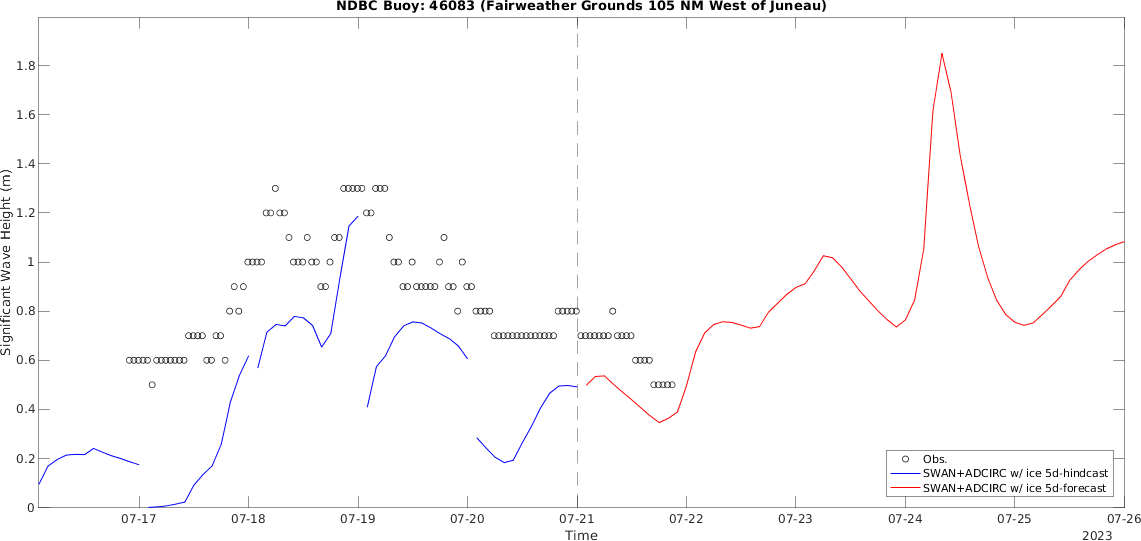 NDBC Buoy: 46083 (Fairweather Grounds 105 NM West of Juneau)
Significant Wave Height (m)
1.8
1.6
1.4
1.2
1
0.8
0.6
0.4
0.2
0
Obs.
SWAN+ADCIRC w/ ice 5d-hindcast
SWAN+ADCIRC w/ ice 5d-forecast
07-17 07-18 07-19 07-20 07-21 07-22 07-23 07-24 07-25 07-26
Time
2023